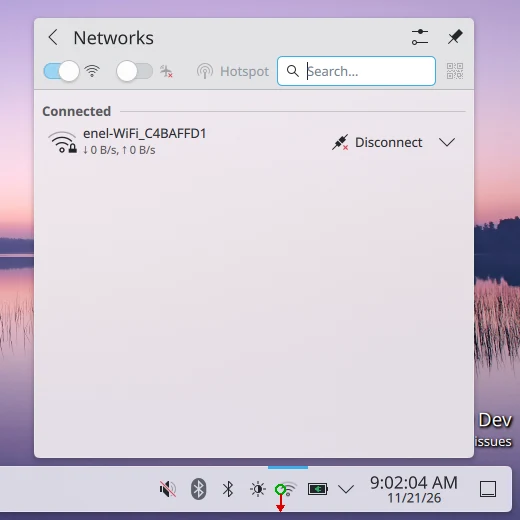 Networks
Hotspot
Search...
Connected
enel-WiFi_C4BAFFD1
↓ 0 B/s, ↑ 0 B/s
Disconnect
Dev
issues
9:02:04 AM
11/21/26